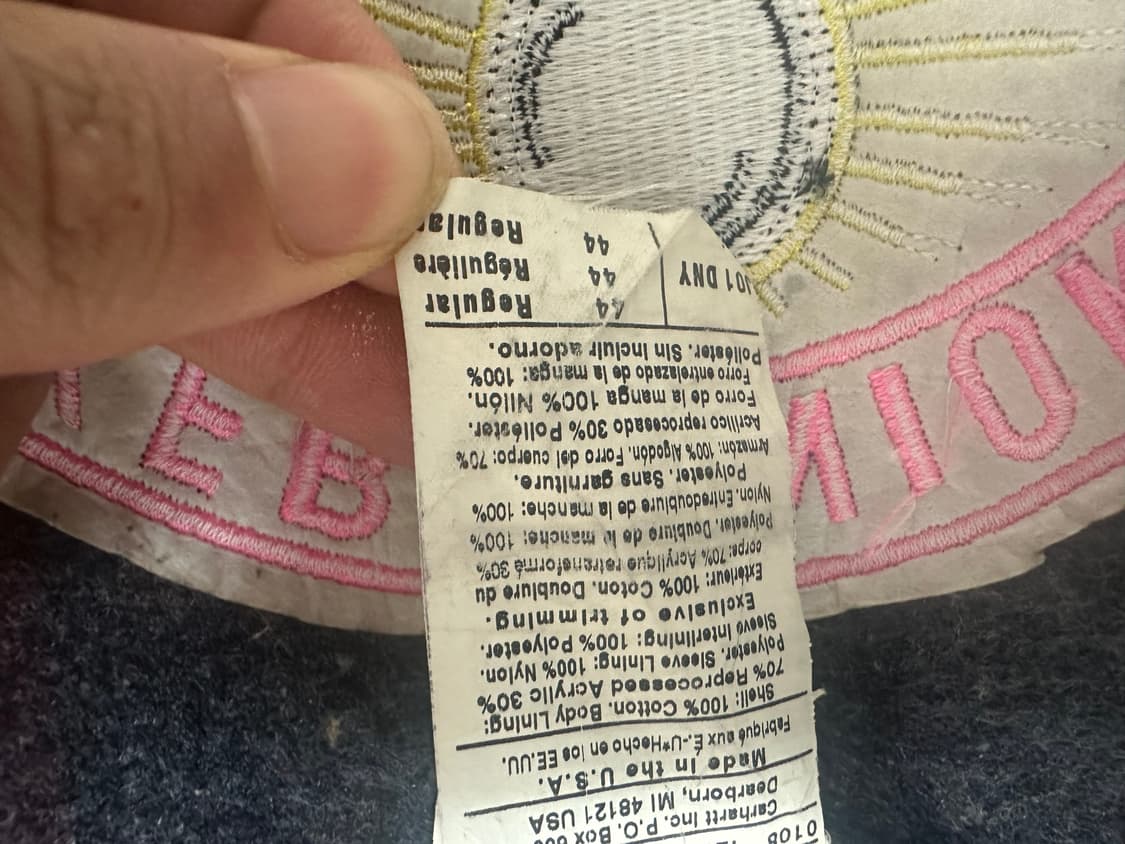 0108
Carhartt Inc. P.O. Box
Dearborn, MI 48121 USA
Made in the U.S.A.
Fabriqué aux É.-U*Hecho en los EE.UU.
Shell: 100% Cotton. Body Lining:
70% Reprocessed Acrylic 30%
Polyester. Sleeve Lining: 100% Nylon.
Sleeve Interlining: 100% Polyester.
Exclusive of trimming.
Extérieur: 100% Coton. Doublure du
corps: 70% Acrylique retransformé 30%
Polyester. Doublure de la manche: 100%
Nylon. Entredoublure de la manche: 100%
Polyester. Sans garniture.
Armazon: 100% Algodón. Forro del cuerpo: 70%
Acrílico reprocesado 30% Poliéster.
Forro de la manga 100% Nilón.
Forro entrelazado de la manga: 100%
Poliéster. Sin incluir adorno.
J01 DNY 44 Regular
44 Régulière
44 Regular